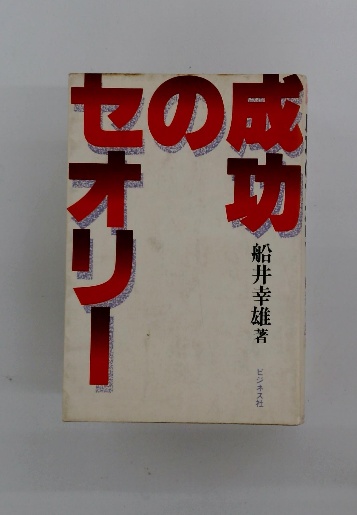 成功
の
セオリー
船井幸雄著
ビジネス社